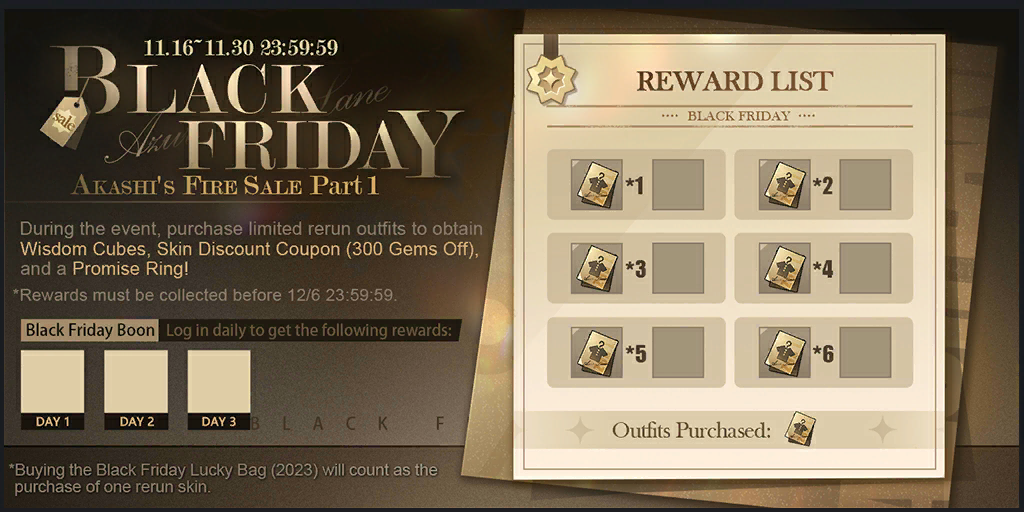 11.16~11.30 23:59:59
BLACK
Lane
Azur
FRIDAY
sale
AKASHI'S FIRE SALE PART 1
During the event, purchase limited rerun outfits to obtain
Wisdom Cubes, Skin Discount Coupon (300 Gems Off),
and a Promise Ring!
*Rewards must be collected before 12/6 23:59:59.
Black Friday Boon Log in daily to get the following rewards:
DAY 1 DAY 2 DAY 3
BLACK F
*Buying the Black Friday Lucky Bag (2023) will count as the
purchase of one rerun skin.
REWARD LIST
···· BLACK FRIDAY ····
*1 *2
*3 *4
*5 *6
Outfits Purchased: